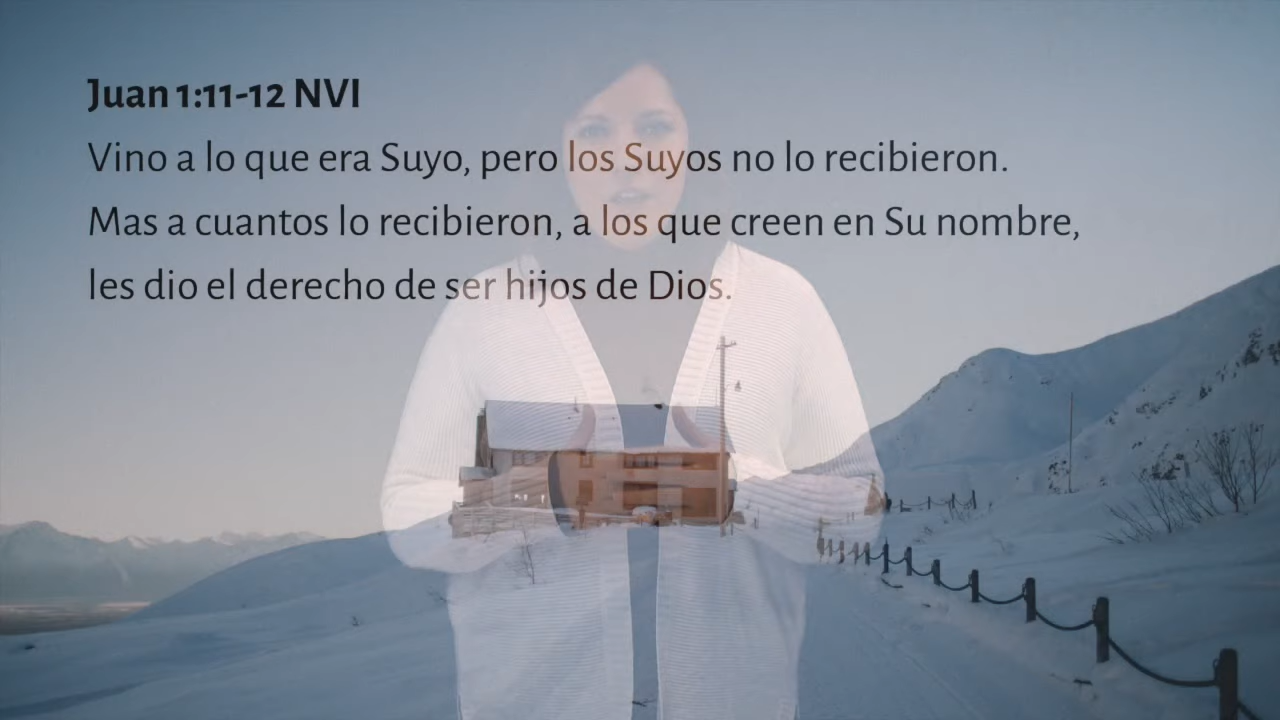 Juan 1:11-12 NVI
Vino a lo que era Suyo, pero los Suyos no lo recibieron.
Mas a cuantos lo recibieron, a los que creen en Su nombre,
les dio el derecho de ser hijos de Dios.